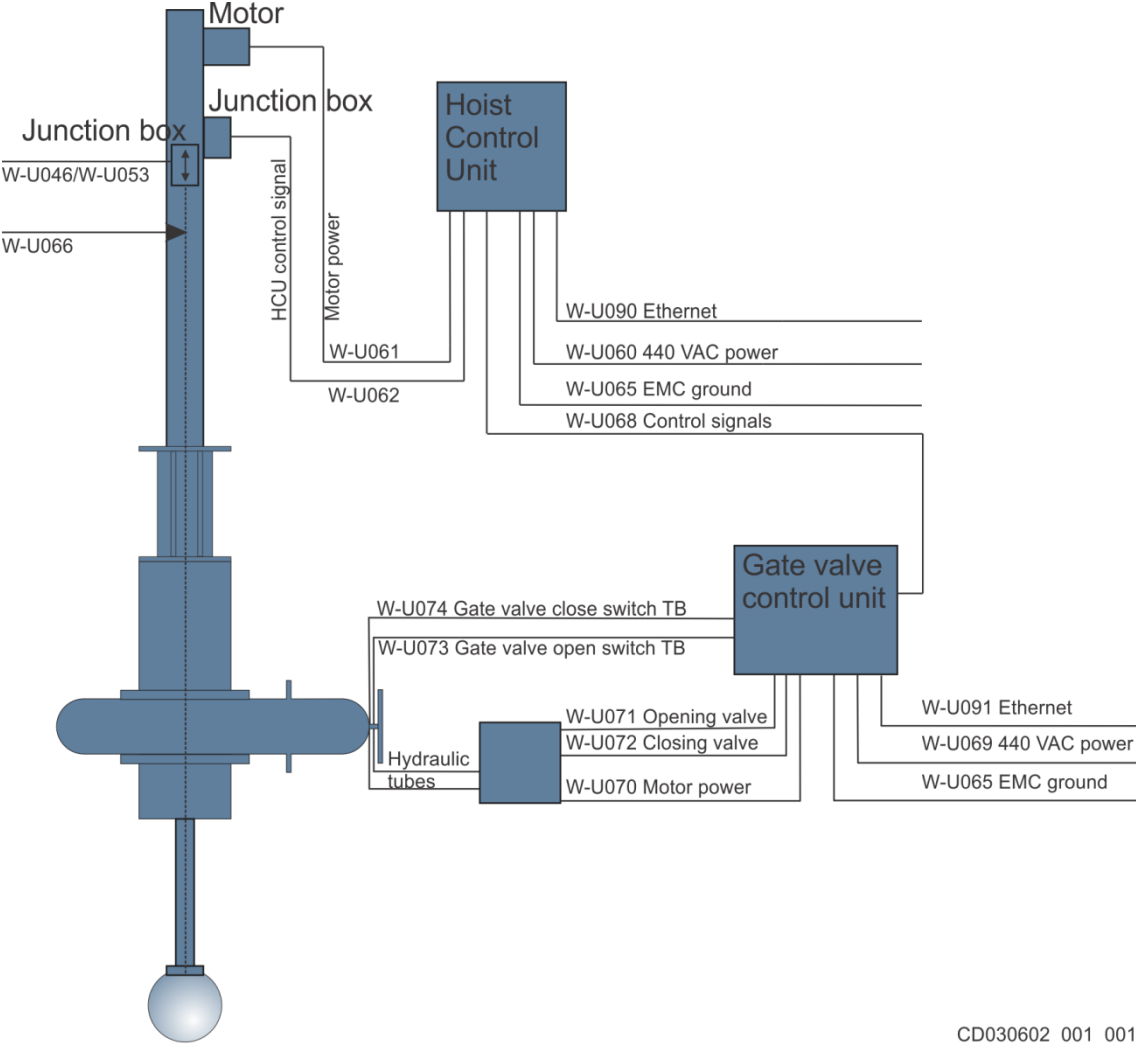 Motor
Junction box
Junction box
Hoist
Control
Unit
W-U046/W-U053
W-U066
HCU control signal
Motor power
W-U061
W-U062
W-U090 Ethernet
W-U060 440 VAC power
W-U065 EMC ground
W-U068 Control signals
Gate valve
control unit
W-U074 Gate valve close switch TB
W-U073 Gate valve open switch TB
W-U071 Opening valve
W-U072 Closing valve
W-U070 Motor power
Hydraulic
tubes
W-U091 Ethernet
W-U069 440 VAC power
W-U065 EMC ground
CD030602 001 001